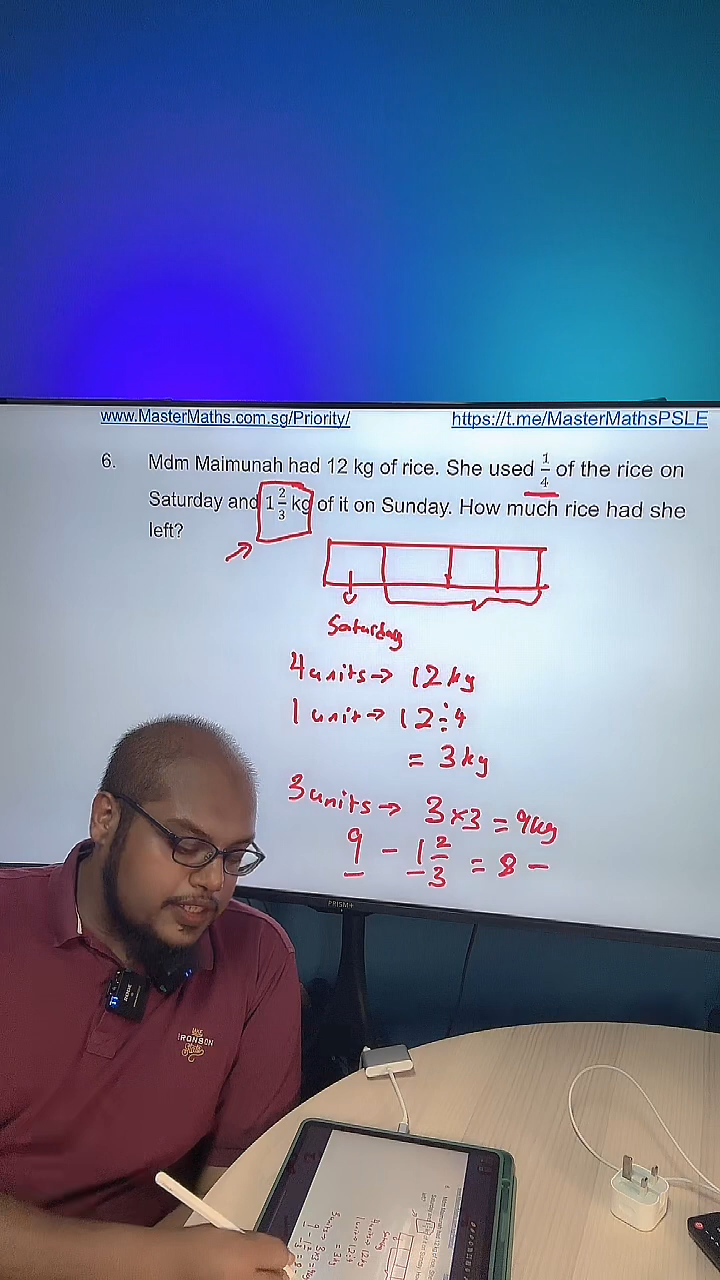 www.MasterMaths.com.sg/Priority/ https://t.me/MasterMathsPSLE
6. Mdm Maimunah had 12 kg of rice. She used 1/4 of the rice on
Saturday and 1 2/3 kg of it on Sunday. How much rice had she
left?
Saturday
4 units → 12 kg
1 unit → 12 ÷ 4
= 3 kg
3 units → 3 × 3 = 9 kg
9 - 1 2/3 = 8 -
PRISM+
IRONSON